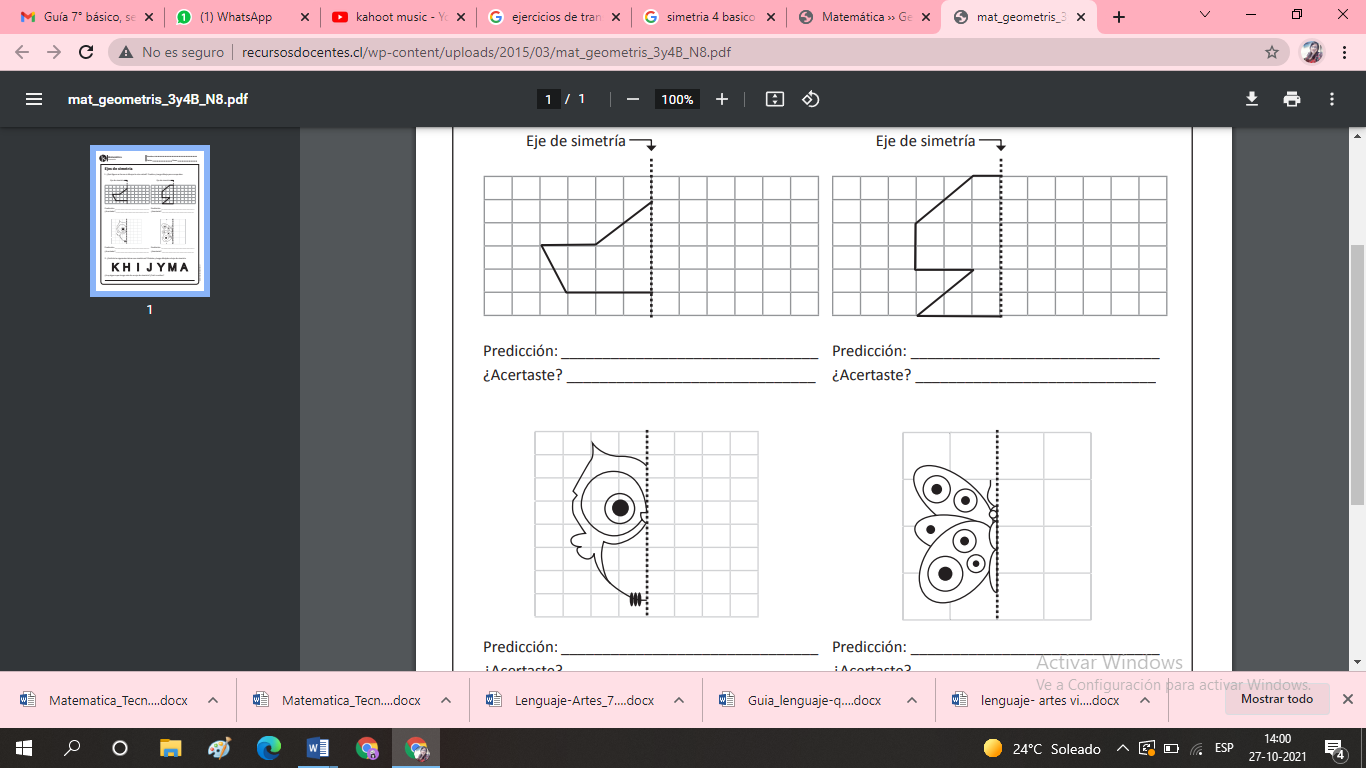 Guía 7° básico, se
(1) WhatsApp
kahoot music - Yo
ejercicios de tran
simetria 4 basico
Matemática ›› Ge
mat_geometris_3
No es seguro
recursosdocentes.cl/wp-content/uploads/2015/03/mat_geometris_3y4B_N8.pdf
mat_geometris_3y4B_N8.pdf
1 / 1
100%
Eje de simetría
Eje de simetría
Predicción:
Predicción:
¿Acertaste?
¿Acertaste?
Predicción:
Predicción:
¿Acertaste?
¿Acertaste?
K H I J Y M A
1
Activar Windows
Ve a Configuración para activar Windows.
Matematica_Tecn....docx
Matematica_Tecn....docx
Lenguaje-Artes_7....docx
Guia_lenguaje-q....docx
lenguaje- artes vi....docx
Mostrar todo
24°C Soleado
ESP
14:00
27-10-2021
4